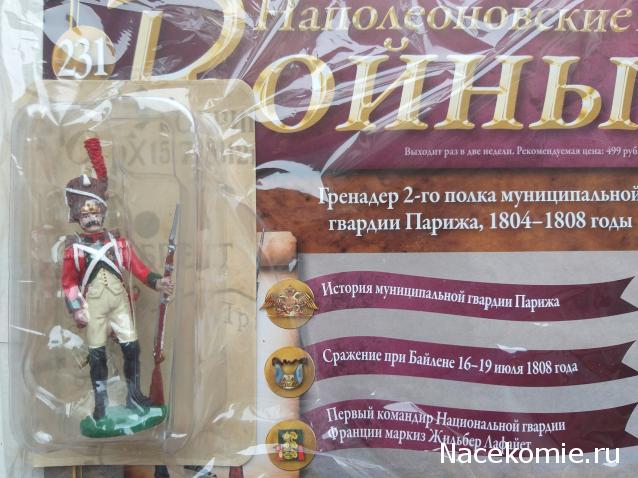 231
Наполеоновские
Войны
Выходит раз в две недели. Рекомендуемая цена: 499 руб
Гренадер 2-го полка муниципальной
гвардии Парижа, 1804–1808 годы
История муниципальной гвардии Парижа
Сражение при Байлене 16–19 июля 1808 года
Первый командир Национальной гвардии
Франции маркиз Жильбер Лафайет
Nacekomie.ru